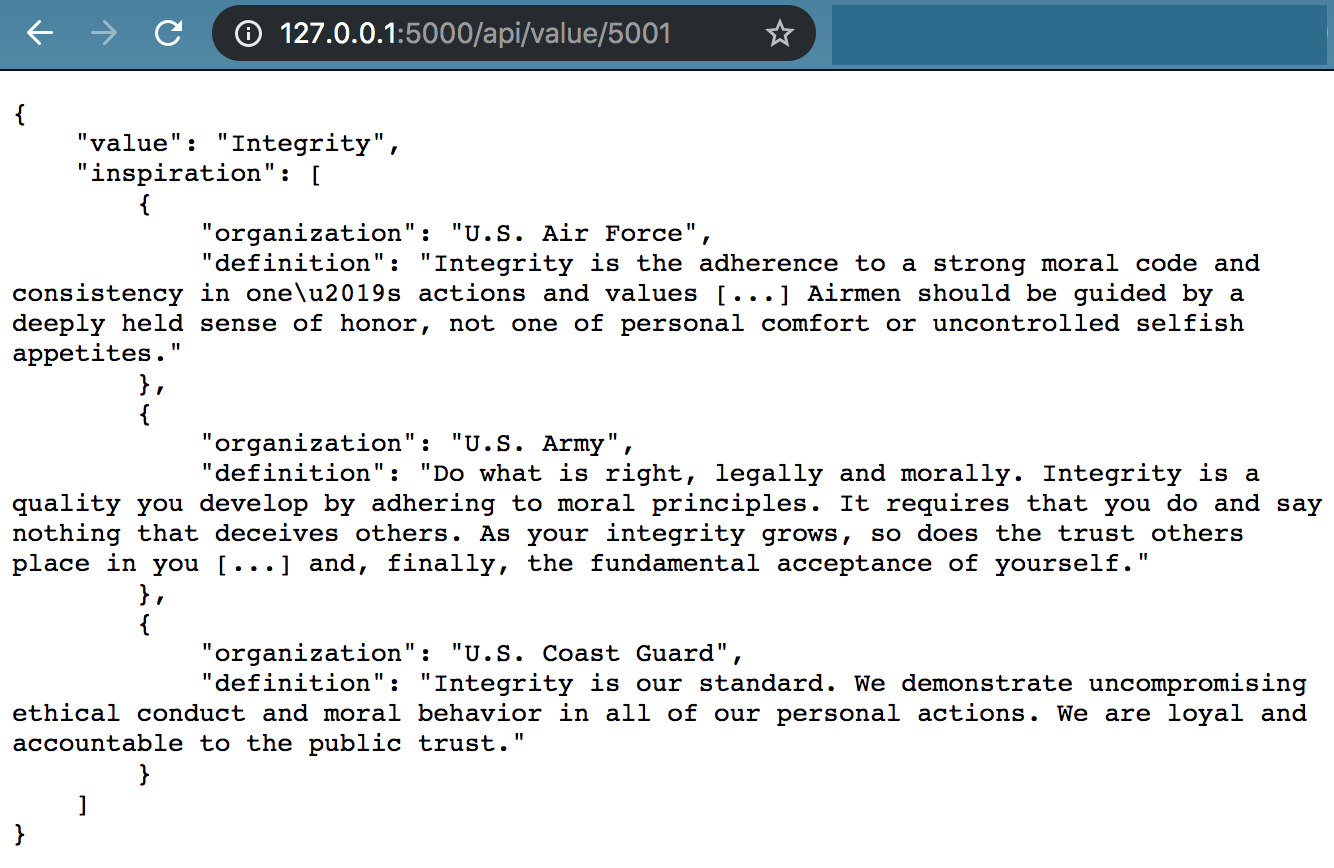 127.0.0.1:5000/api/value/5001
{
    "value": "Integrity",
    "inspiration": [
        {
            "organization": "U.S. Air Force",
            "definition": "Integrity is the adherence to a strong moral code and
consistency in one\u2019s actions and values [...] Airmen should be guided by a
deeply held sense of honor, not one of personal comfort or uncontrolled selfish
appetites."
        },
        {
            "organization": "U.S. Army",
            "definition": "Do what is right, legally and morally. Integrity is a
quality you develop by adhering to moral principles. It requires that you do and say
nothing that deceives others. As your integrity grows, so does the trust others
place in you [...] and, finally, the fundamental acceptance of yourself."
        },
        {
            "organization": "U.S. Coast Guard",
            "definition": "Integrity is our standard. We demonstrate uncompromising
ethical conduct and moral behavior in all of our personal actions. We are loyal and
accountable to the public trust."
        }
    ]
}